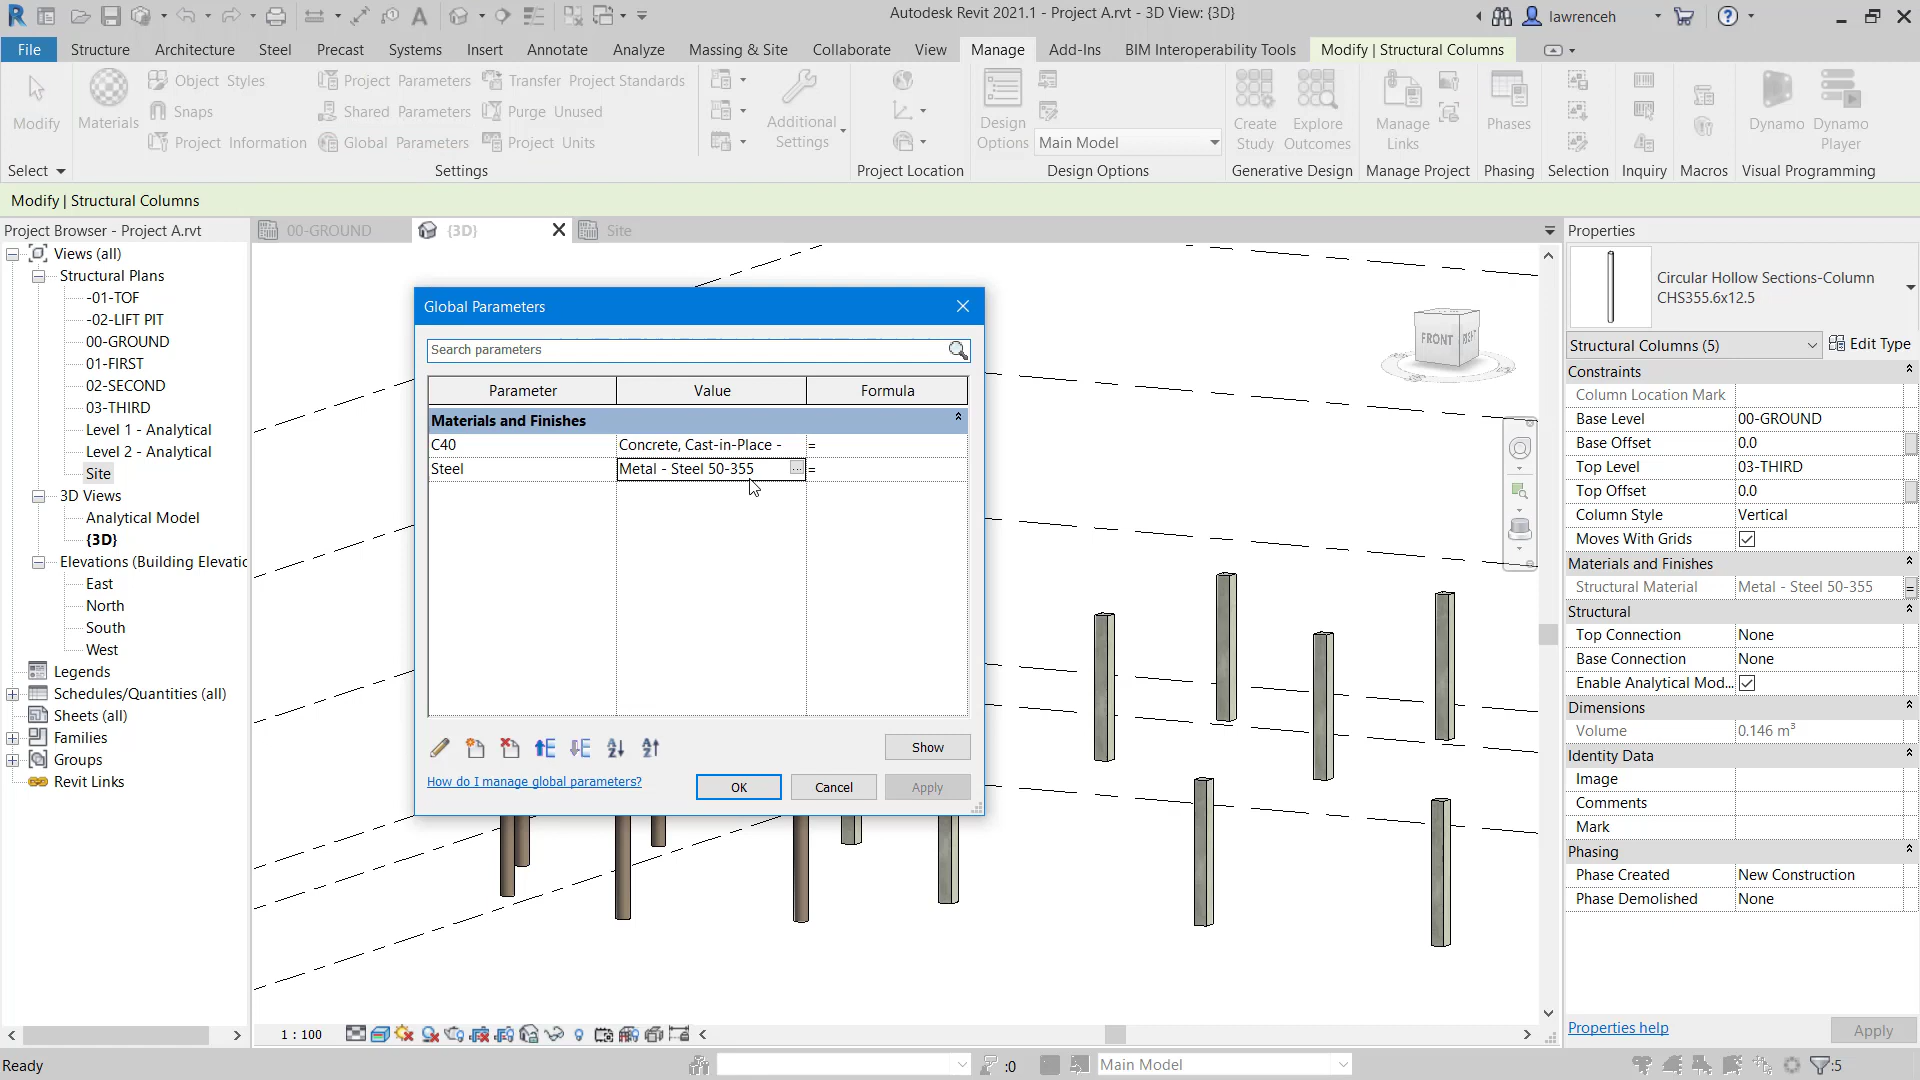 Autodesk Revit 2021.1 - Project A.rvt - 3D View: {3D}
lawrenceh
File Structure Architecture Steel Precast Systems Insert Annotate Analyze Massing & Site Collaborate View Manage Add-Ins BIM Interoperability Tools Modify | Structural Columns
Modify
Materials
Object Styles
Snaps
Project Information
Project Parameters
Shared Parameters
Global Parameters
Transfer Project Standards
Purge Unused
Project Units
Additional
Settings
Design
Options
Main Model
Create
Study
Explore
Outcomes
Manage
Links
Phases
Dynamo
Dynamo
Player
Select Settings Project Location Design Options Generative Design Manage Project Phasing Selection Inquiry Macros Visual Programming
Modify | Structural Columns
Project Browser - Project A.rvt
Views (all)
Structural Plans
-01-TOF
-02-LIFT PIT
00-GROUND
01-FIRST
02-SECOND
03-THIRD
Level 1 - Analytical
Level 2 - Analytical
Site
3D Views
Analytical Model
{3D}
Elevations (Building Elevatic
East
North
South
West
Legends
Schedules/Quantities (all)
Sheets (all)
Families
Groups
Revit Links
00-GROUND {3D} Site
FRONT
Global Parameters
Search parameters
Parameter Value Formula
Materials and Finishes
C40 Concrete, Cast-in-Place - =
Steel Metal - Steel 50-355 ... =
Show
How do I manage global parameters?
OK Cancel Apply
Properties
Circular Hollow Sections-Column
CHS355.6x12.5
Structural Columns (5) Edit Type
Constraints
Column Location Mark
Base Level 00-GROUND
Base Offset 0.0
Top Level 03-THIRD
Top Offset 0.0
Column Style Vertical
Moves With Grids
Materials and Finishes
Structural Material Metal - Steel 50-355 =
Structural
Top Connection None
Base Connection None
Enable Analytical Mod...
Dimensions
Volume 0.146 m³
Identity Data
Image
Comments
Mark
Phasing
Phase Created New Construction
Phase Demolished None
Properties help Apply
1 : 100
Ready :0 Main Model :5